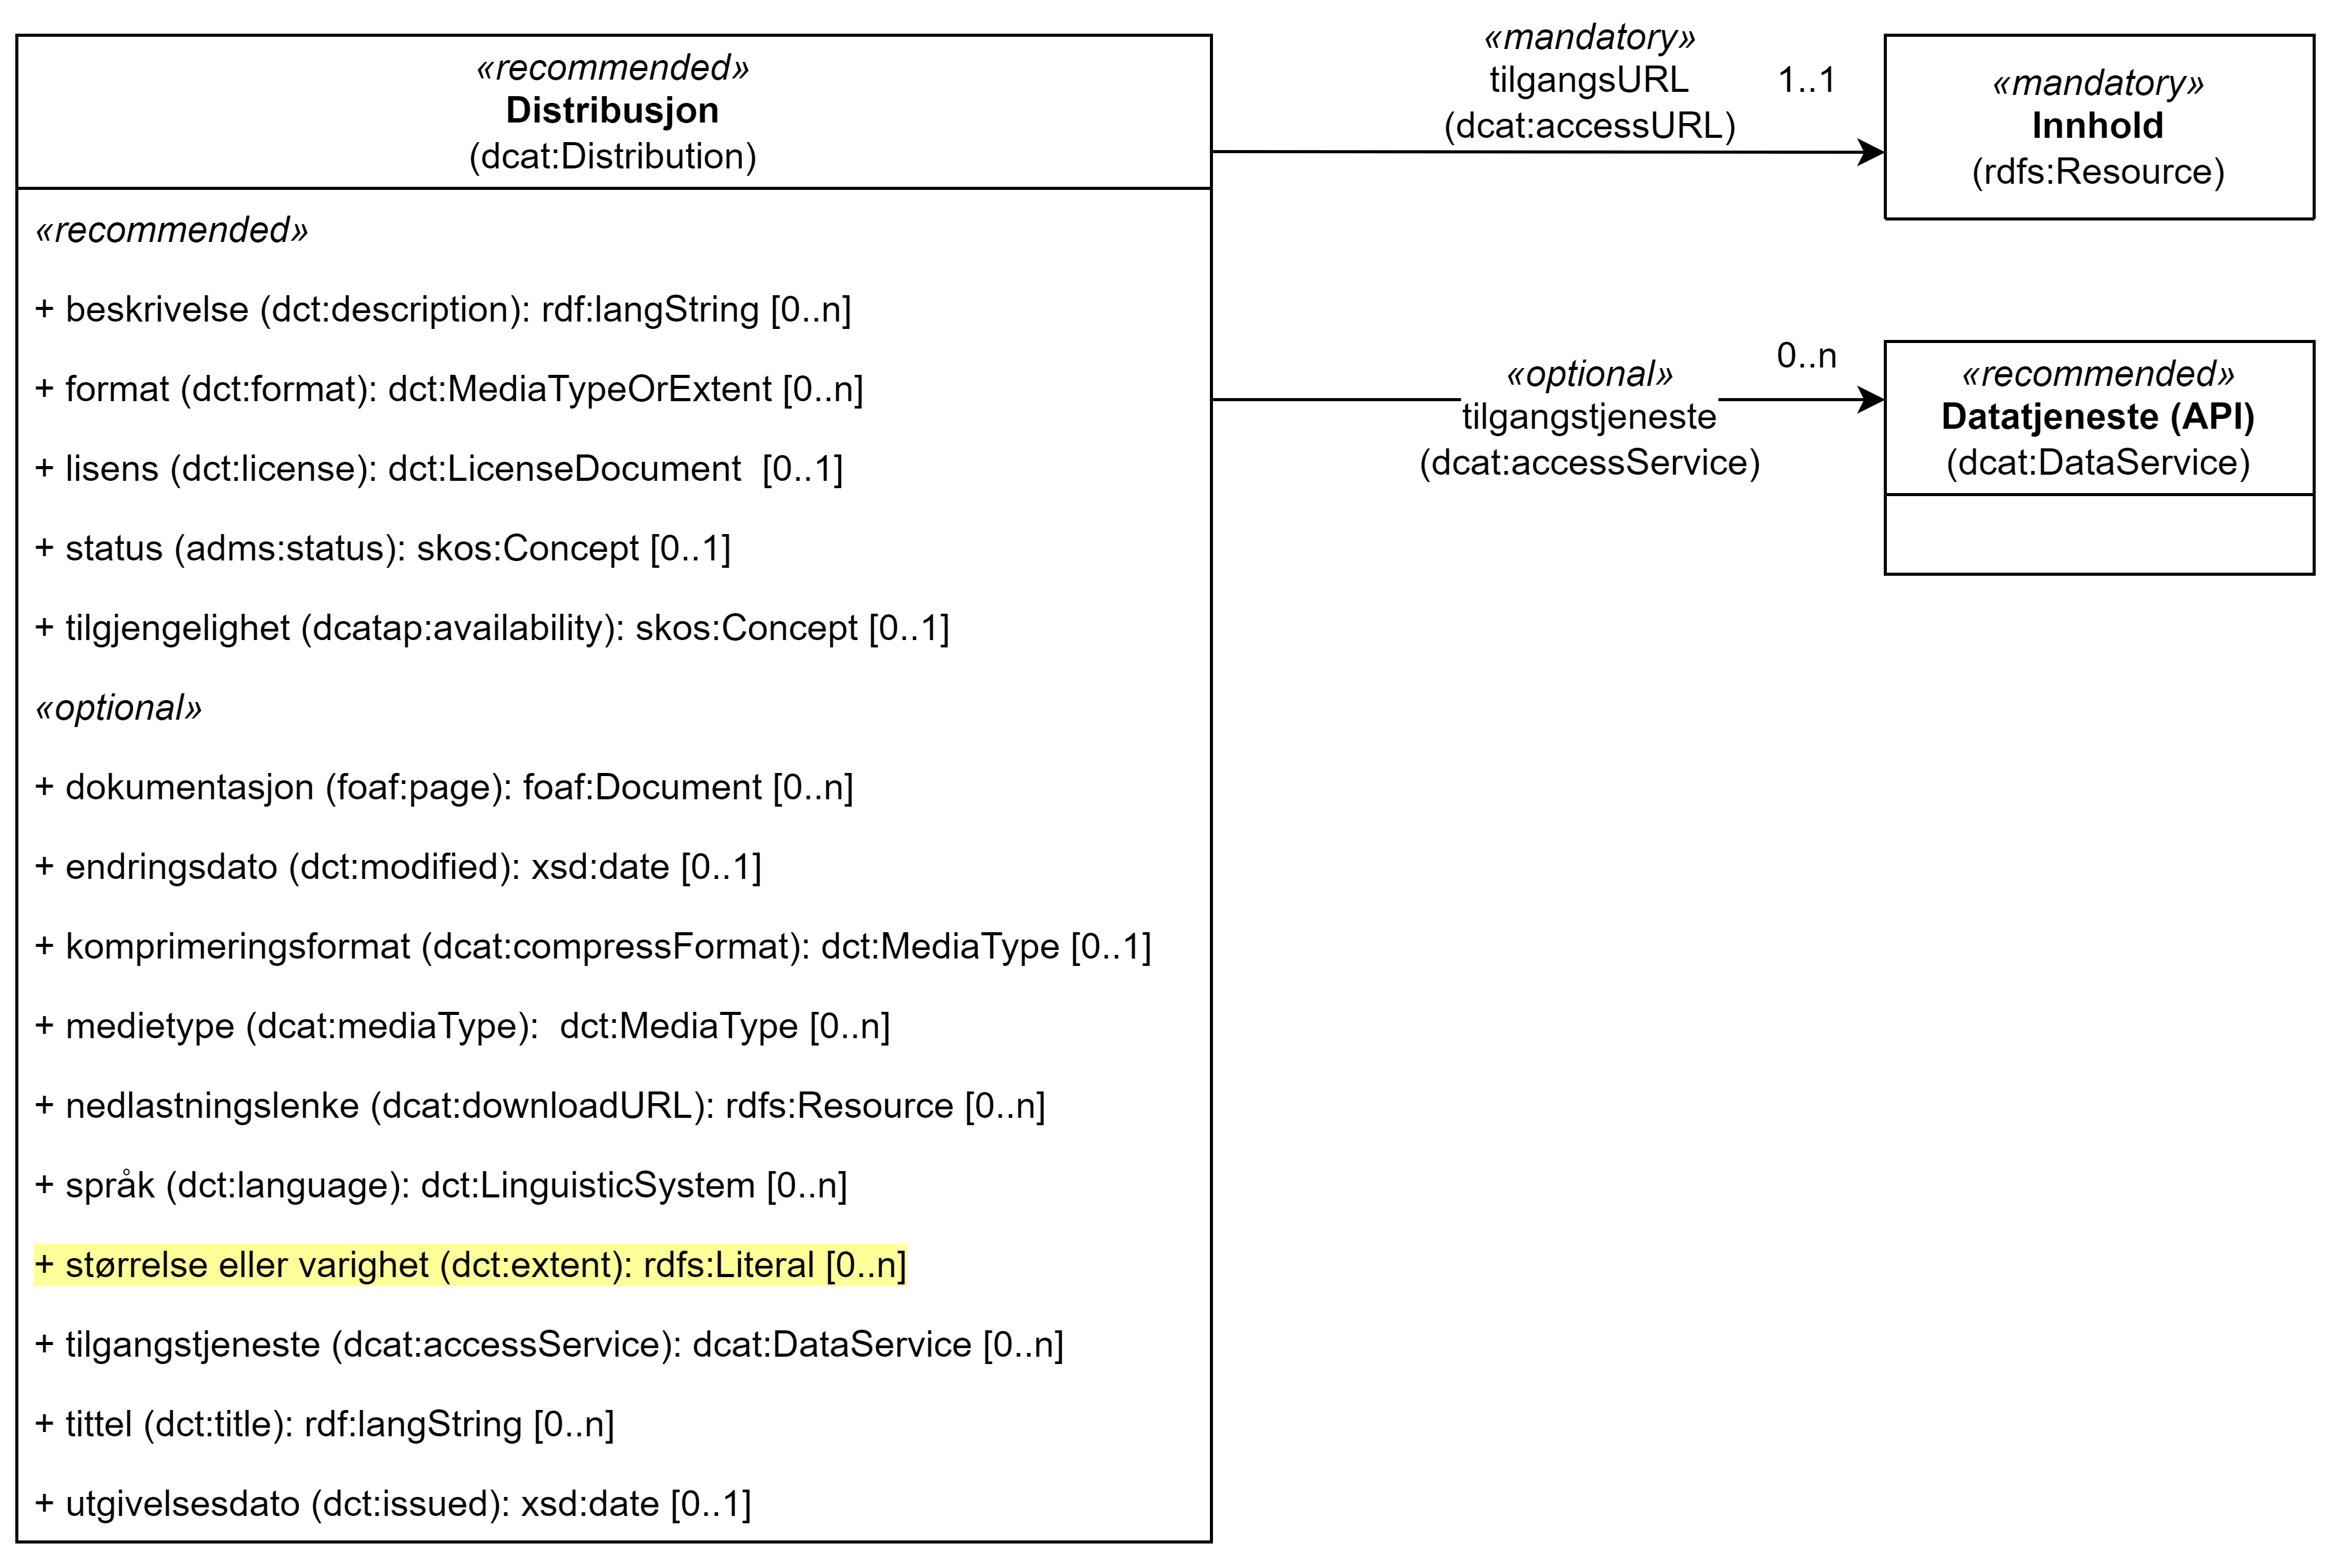 «recommended»
Distribusjon
(dcat:Distribution)
«recommended»
+ beskrivelse (dct:description): rdf:langString [0..n]
+ format (dct:format): dct:MediaTypeOrExtent [0..n]
+ lisens (dct:license): dct:LicenseDocument  [0..1]
+ status (adms:status): skos:Concept [0..1]
+ tilgjengelighet (dcatap:availability): skos:Concept [0..1]
«optional»
+ dokumentasjon (foaf:page): foaf:Document [0..n]
+ endringsdato (dct:modified): xsd:date [0..1]
+ komprimeringsformat (dcat:compressFormat): dct:MediaType [0..1]
+ medietype (dcat:mediaType):  dct:MediaType [0..n]
+ nedlastningslenke (dcat:downloadURL): rdfs:Resource [0..n]
+ språk (dct:language): dct:LinguisticSystem [0..n]
+ størrelse eller varighet (dct:extent): rdfs:Literal [0..n]
+ tilgangstjeneste (dcat:accessService): dcat:DataService [0..n]
+ tittel (dct:title): rdf:langString [0..n]
+ utgivelsesdato (dct:issued): xsd:date [0..1]
«mandatory»
tilgangsURL
(dcat:accessURL)
1..1
«mandatory»
Innhold
(rdfs:Resource)
«optional»
tilgangstjeneste
(dcat:accessService)
0..n
«recommended»
Datatjeneste (API)
(dcat:DataService)